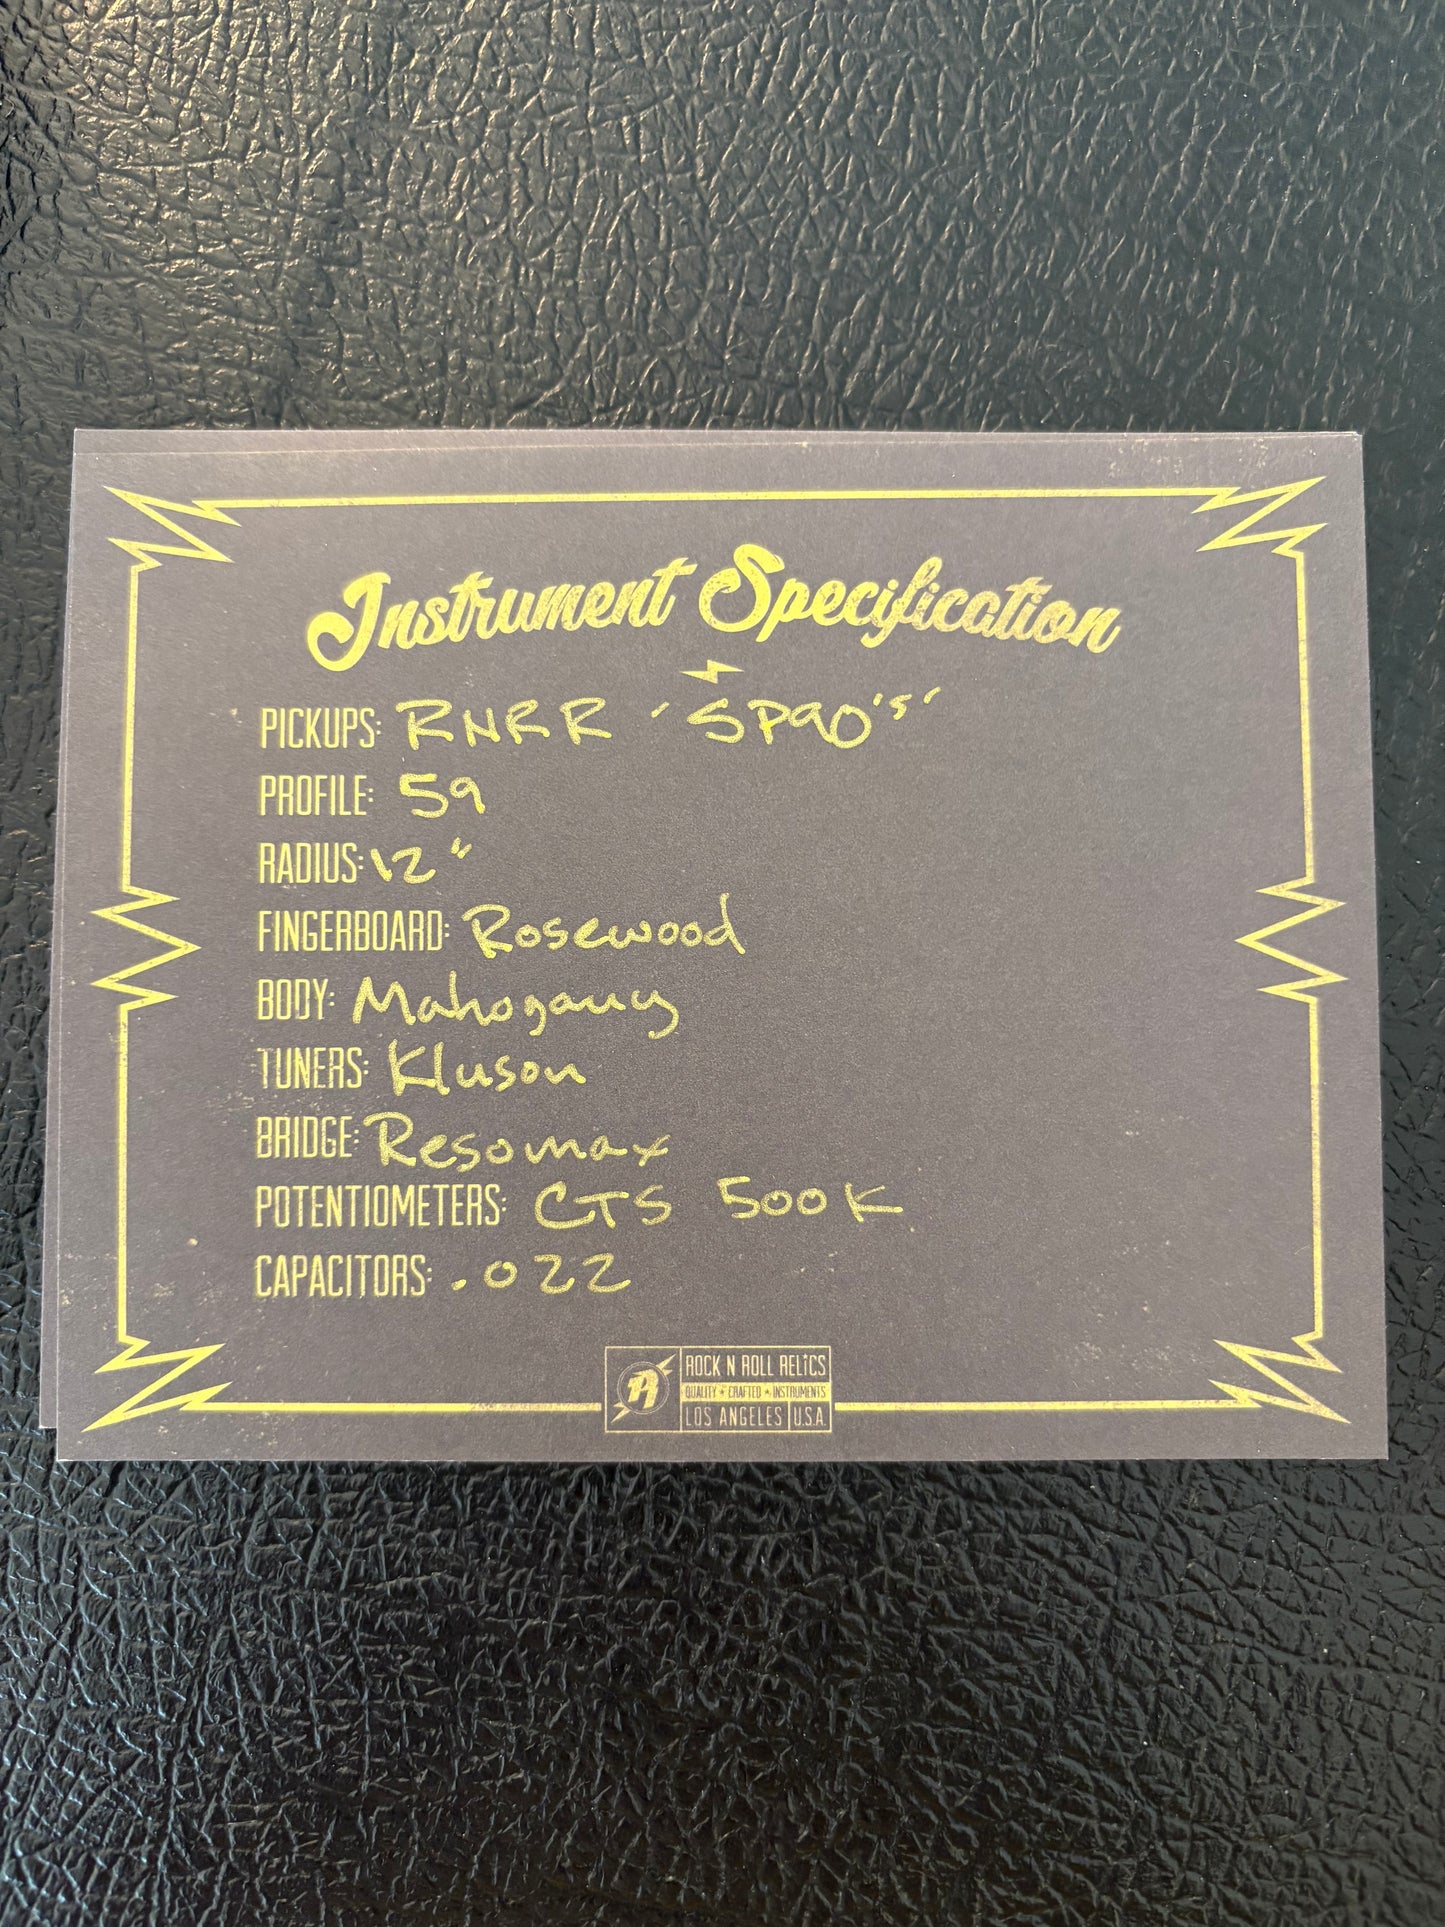 Instrument Specification
PICKUPS: RNRR 'SP90's'
PROFILE: 59
RADIUS: 12"
FINGERBOARD: Rosewood
BODY: Mahogany
TUNERS: Kluson
BRIDGE: Resomax
POTENTIOMETERS: CTS 500K
CAPACITORS: .022
ROCK N ROLL RELICS
QUALITY ★ CRAFTED ★ INSTRUMENTS
LOS ANGELES U.S.A.